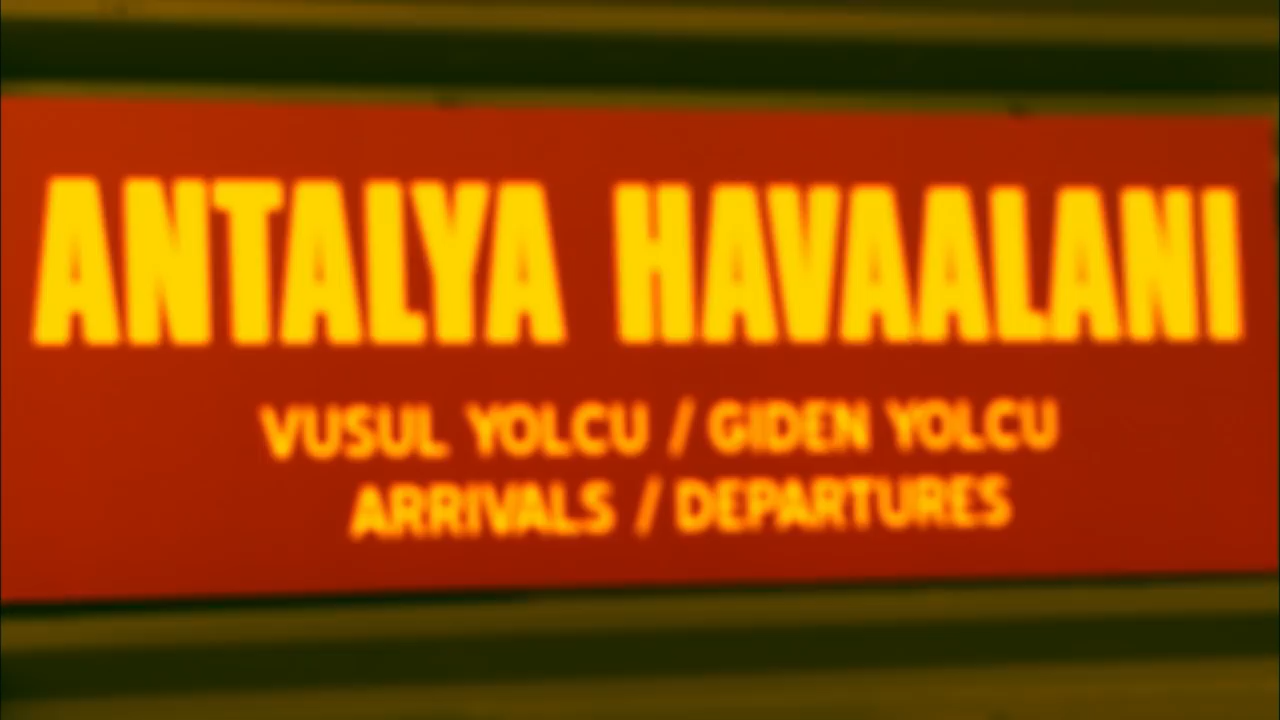 ANTALYA HAVAALANI
VUSUL YOLCU / GIDEN YOLCU
ARRIVALS / DEPARTURES